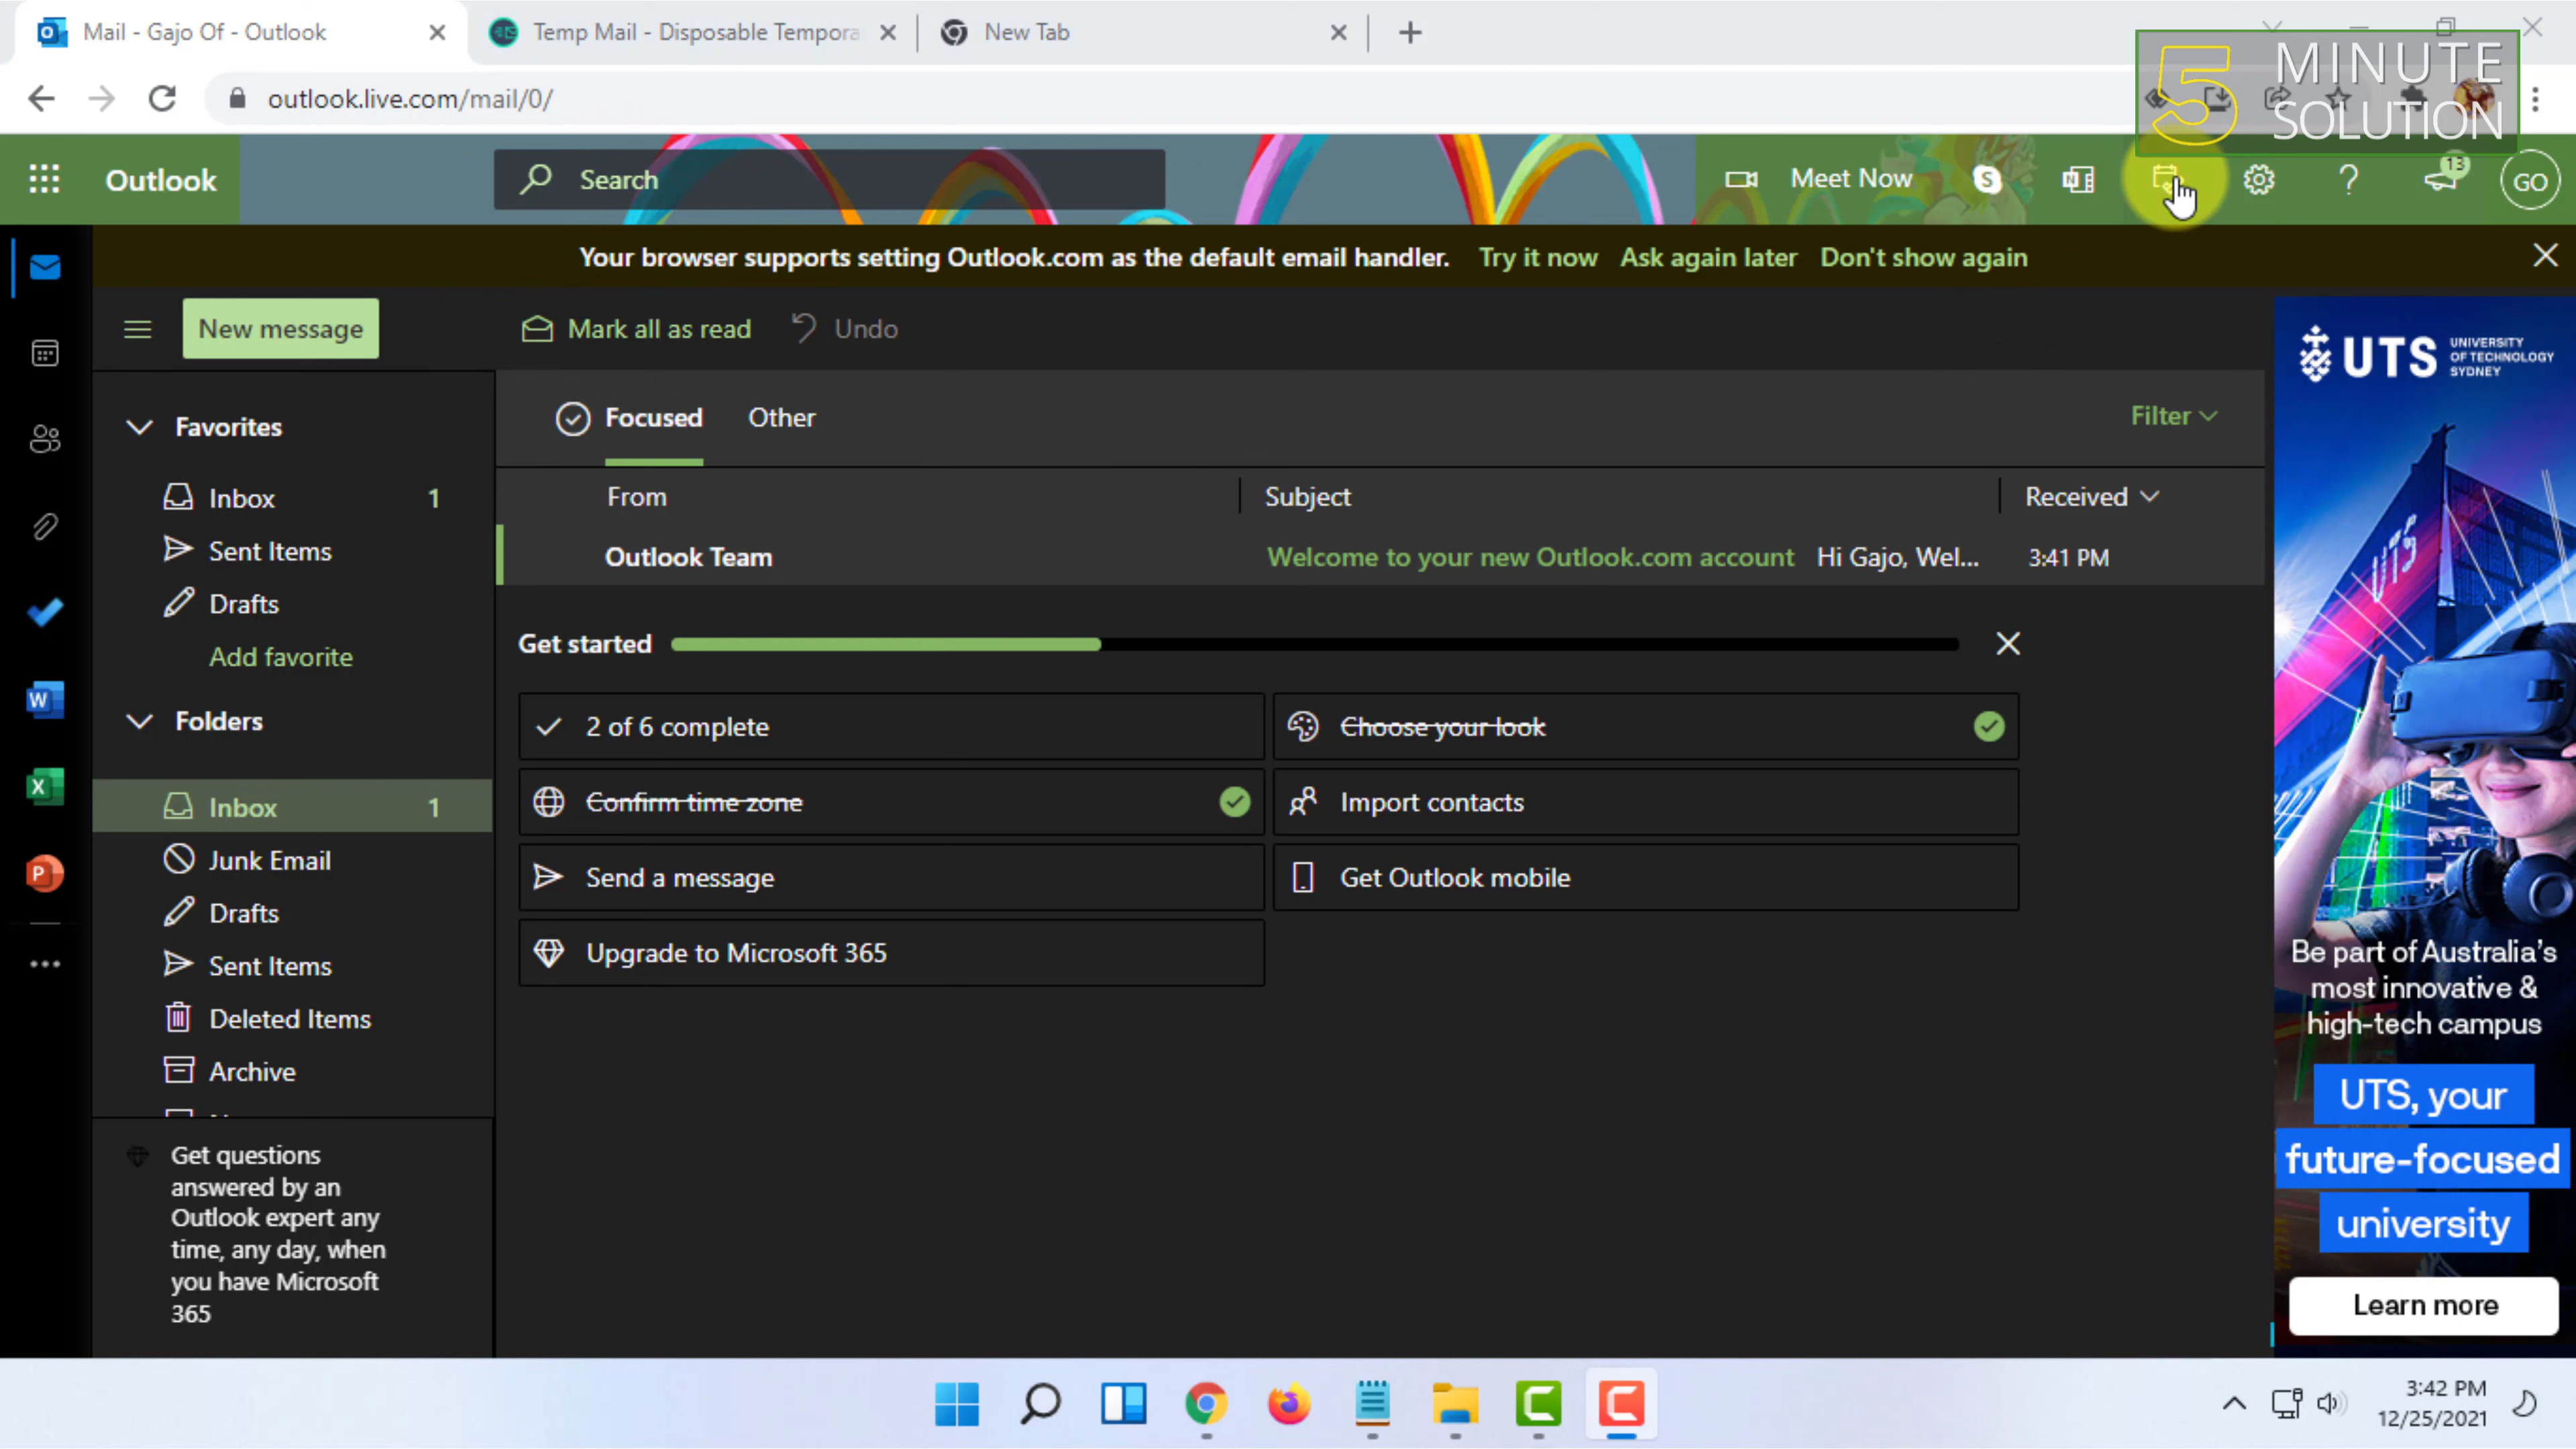 Mail - Gajo Of - Outlook
Temp Mail - Disposable Tempora
New Tab
outlook.live.com/mail/0/
5 MINUTE
SOLUTION
Outlook
Search
Meet Now
13
GO
Your browser supports setting Outlook.com as the default email handler. Try it now Ask again later Don't show again
New message
Mark all as read
Undo
Favorites
Inbox 1
Sent Items
Drafts
Add favorite
Folders
Inbox 1
Junk Email
Drafts
Sent Items
Deleted Items
Archive
Get questions
answered by an
Outlook expert any
time, any day, when
you have Microsoft
365
Focused Other
Filter
From Subject Received
Outlook Team Welcome to your new Outlook.com account Hi Gajo, Wel... 3:41 PM
Get started
2 of 6 complete
Choose your look
Confirm time zone
Import contacts
Send a message
Get Outlook mobile
Upgrade to Microsoft 365
UTS
UNIVERSITY
OF TECHNOLOGY
SYDNEY
UTS
Be part of Australia's
most innovative &
high-tech campus
UTS, your
future-focused
university
Learn more
3:42 PM
12/25/2021